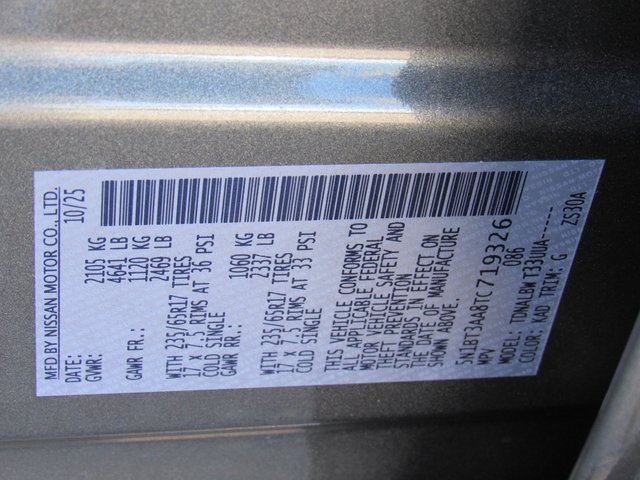 MFD BY NISSAN MOTOR CO., LTD.
DATE: 10/25
GVWR: 2105 KG
4641 LB
GAWR FR.: 1120 KG
2469 LB
WITH 235/65R17 TIRES
17 X 7.5 RIMS AT 36 PSI
COLD SINGLE
GAWR RR.: 1060 KG
2337 LB
WITH 235/65R17 TIRES
17 X 7.5 RIMS AT 33 PSI
COLD SINGLE
THIS VEHICLE CONFORMS TO
ALL APPLICABLE FEDERAL
MOTOR VEHICLE SAFETY AND
THEFT PREVENTION
STANDARDS IN EFFECT ON
THE DATE OF MANUFACTURE
SHOWN ABOVE.
5N1BT3AA8TC719326
MPV 086
MODEL: TDNALBW T33UUA------
COLOR: KAD TRIM: G ZS30A